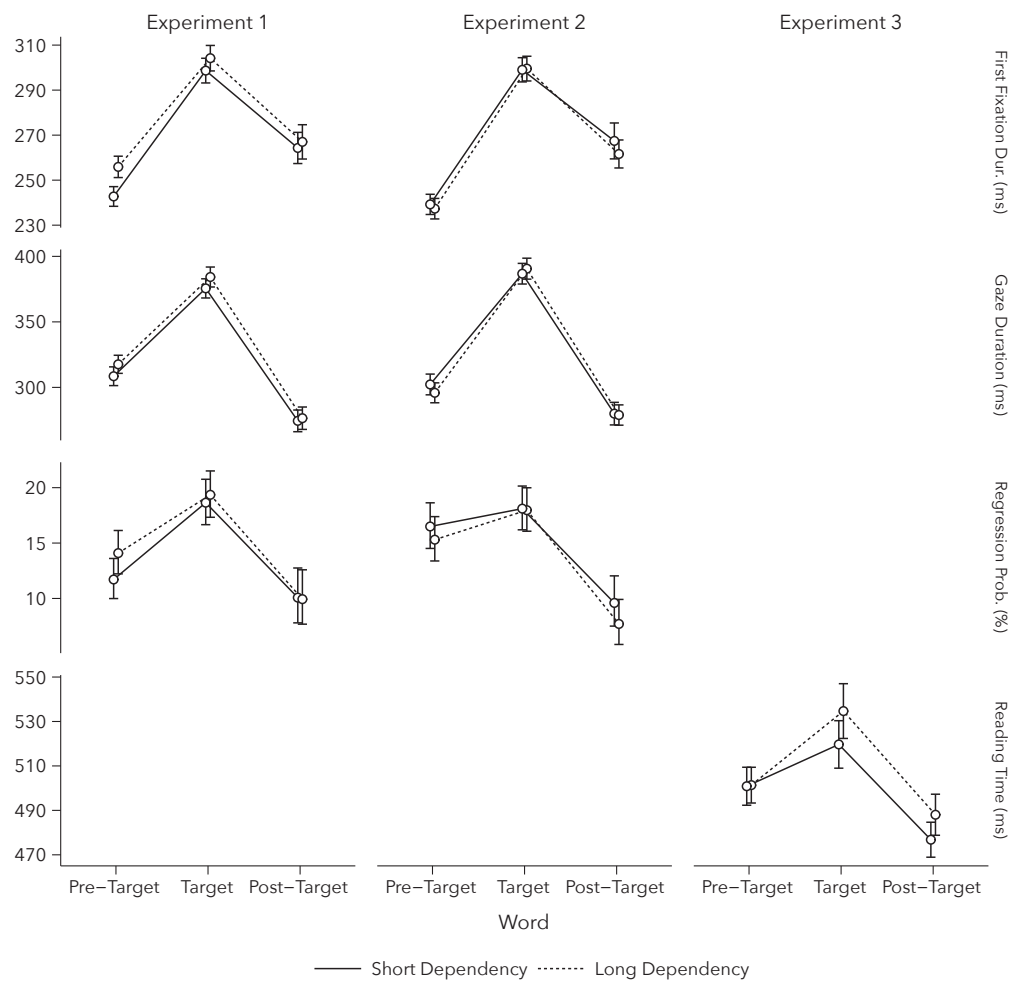 Experiment 1 Experiment 2 Experiment 3
310
290
270
250
230
First Fixation Dur. (ms)
400
350
300
Gaze Duration (ms)
20
15
10
Regression Prob. (%)
550
530
510
490
470
Reading Time (ms)
Pre−Target Target Post−Target Pre−Target Target Post−Target Pre−Target Target Post−Target
Word
Short Dependency Long Dependency